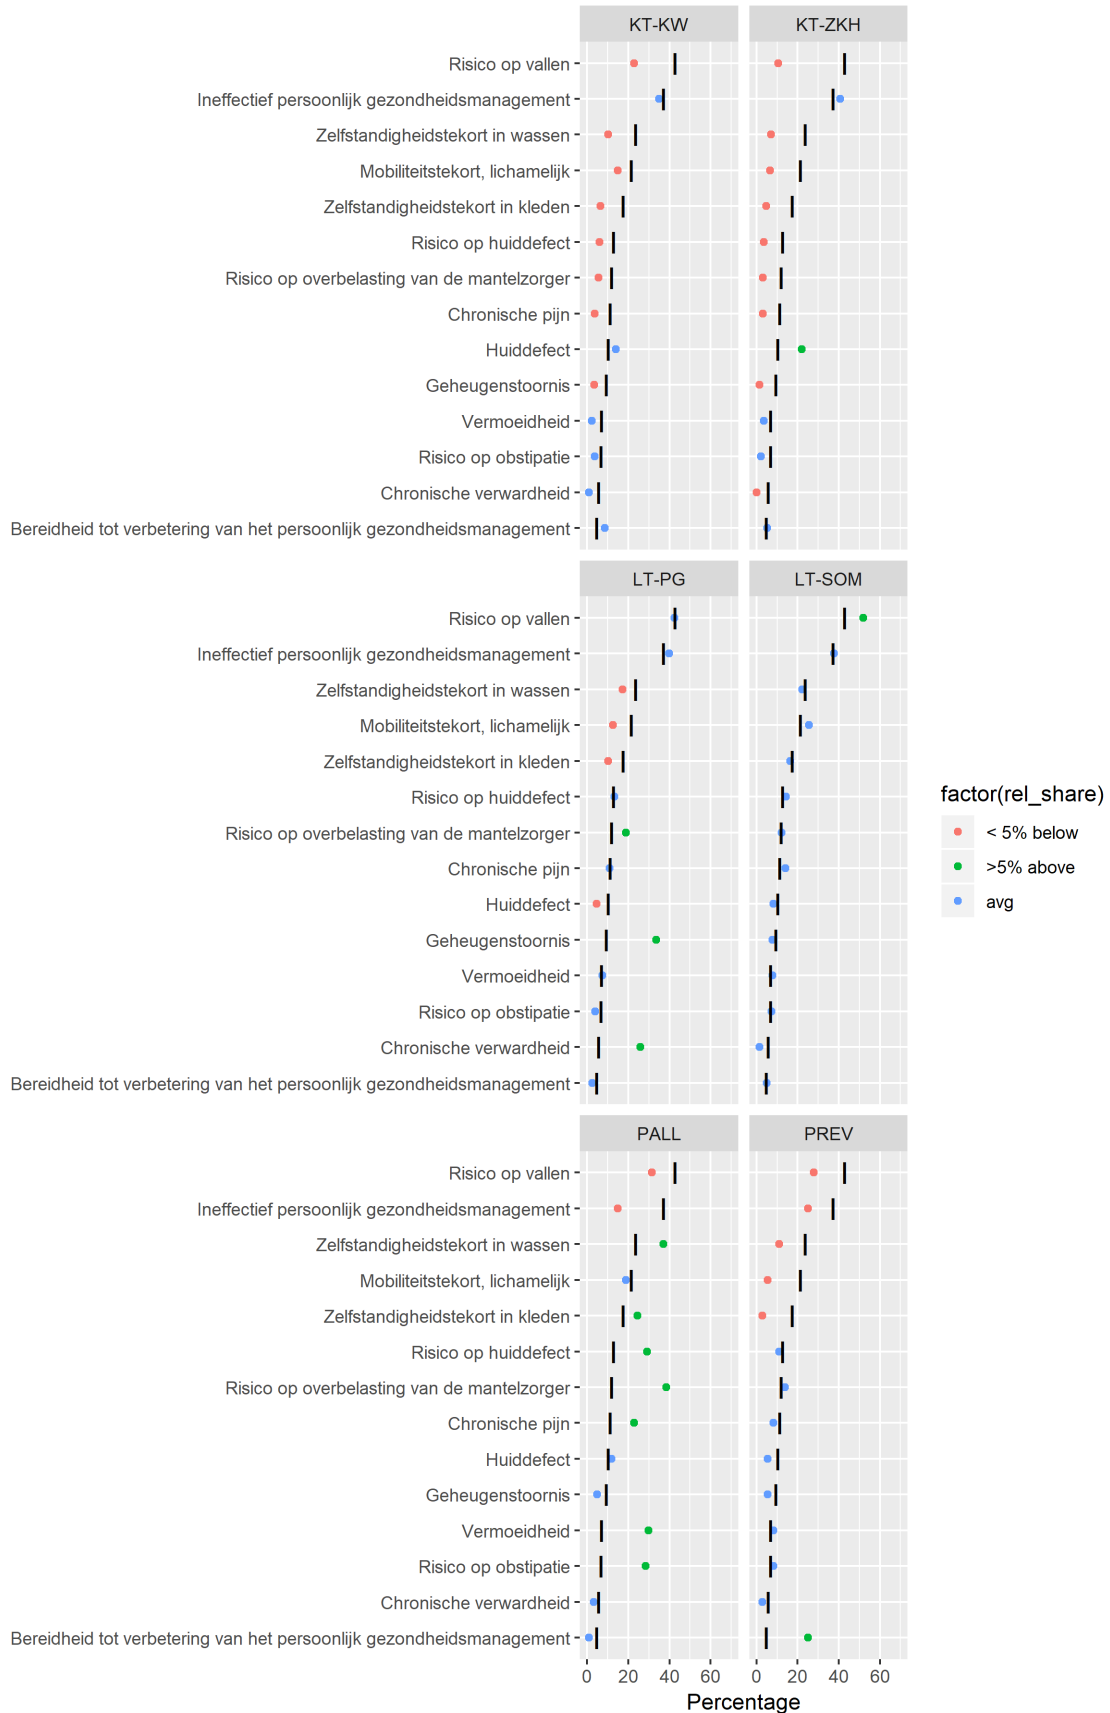 KT-KW KT-ZKH
Risico op vallen
Ineffectief persoonlijk gezondheidsmanagement
Zelfstandigheidstekort in wassen
Mobiliteitstekort, lichamelijk
Zelfstandigheidstekort in kleden
Risico op huiddefect
Risico op overbelasting van de mantelzorger
Chronische pijn
Huiddefect
Geheugenstoornis
Vermoeidheid
Risico op obstipatie
Chronische verwardheid
Bereidheid tot verbetering van het persoonlijk gezondheidsmanagement
LT-PG LT-SOM
Risico op vallen
Ineffectief persoonlijk gezondheidsmanagement
Zelfstandigheidstekort in wassen
Mobiliteitstekort, lichamelijk
Zelfstandigheidstekort in kleden
Risico op huiddefect
Risico op overbelasting van de mantelzorger
Chronische pijn
Huiddefect
Geheugenstoornis
Vermoeidheid
Risico op obstipatie
Chronische verwardheid
Bereidheid tot verbetering van het persoonlijk gezondheidsmanagement
factor(rel_share)
< 5% below
>5% above
avg
PALL PREV
Risico op vallen
Ineffectief persoonlijk gezondheidsmanagement
Zelfstandigheidstekort in wassen
Mobiliteitstekort, lichamelijk
Zelfstandigheidstekort in kleden
Risico op huiddefect
Risico op overbelasting van de mantelzorger
Chronische pijn
Huiddefect
Geheugenstoornis
Vermoeidheid
Risico op obstipatie
Chronische verwardheid
Bereidheid tot verbetering van het persoonlijk gezondheidsmanagement
0 20 40 60 0 20 40 60
Percentage